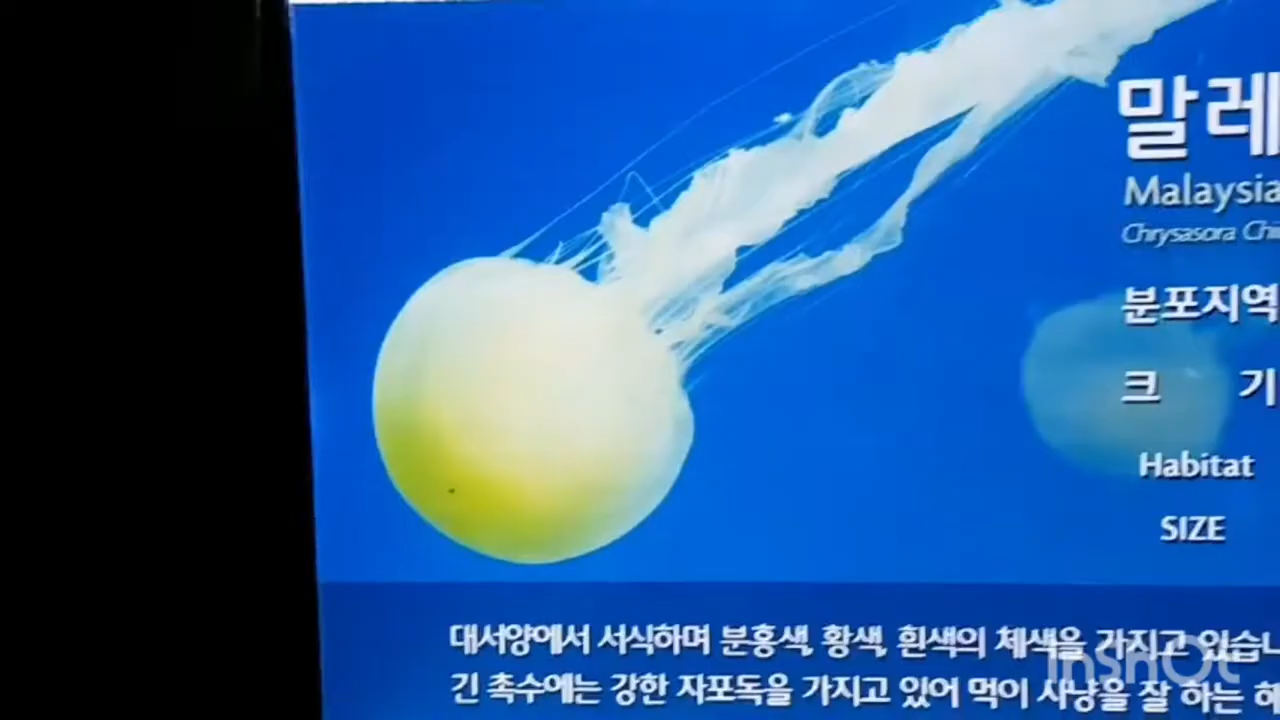 말레
Malaysia
Chrysasora Chi
분포지역
크 기
Habitat
SIZE
대서양에서 서식하며 분홍색, 황색, 흰색의 체색을 가지고 있습니
긴 촉수에는 강한 자포독을 가지고 있어 먹이 사냥을 잘 하는 해
InShOt